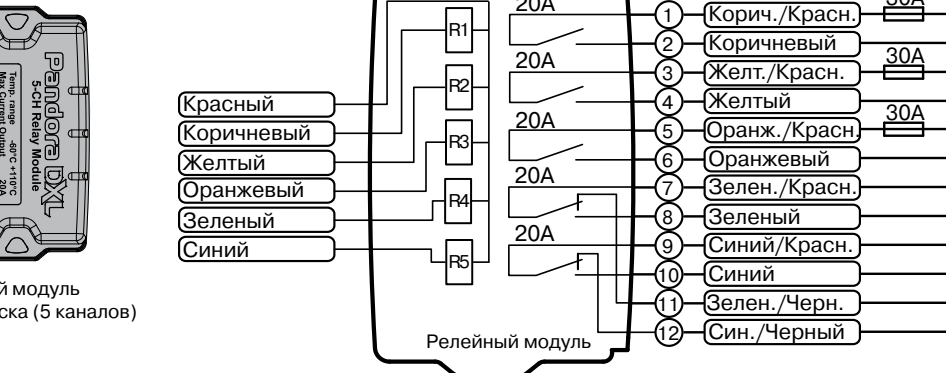 Pandora DXL
5-CH Relay Module
Temp. range -60°C +110°C
Max Current Output 20A
й модуль
ска (5 каналов)
Красный
Коричневый
Желтый
Оранжевый
Зеленый
Синий
R1
R2
R3
R4
R5
20A
20A
20A
20A
20A
Релейный модуль
1 Корич./Красн. 30A
2 Коричневый
3 Желт./Красн. 30A
4 Желтый
5 Оранж./Красн. 30A
6 Оранжевый
7 Зелен./Красн.
8 Зеленый
9 Синий/Красн.
10 Синий
11 Зелен./Черн.
12 Син./Черный